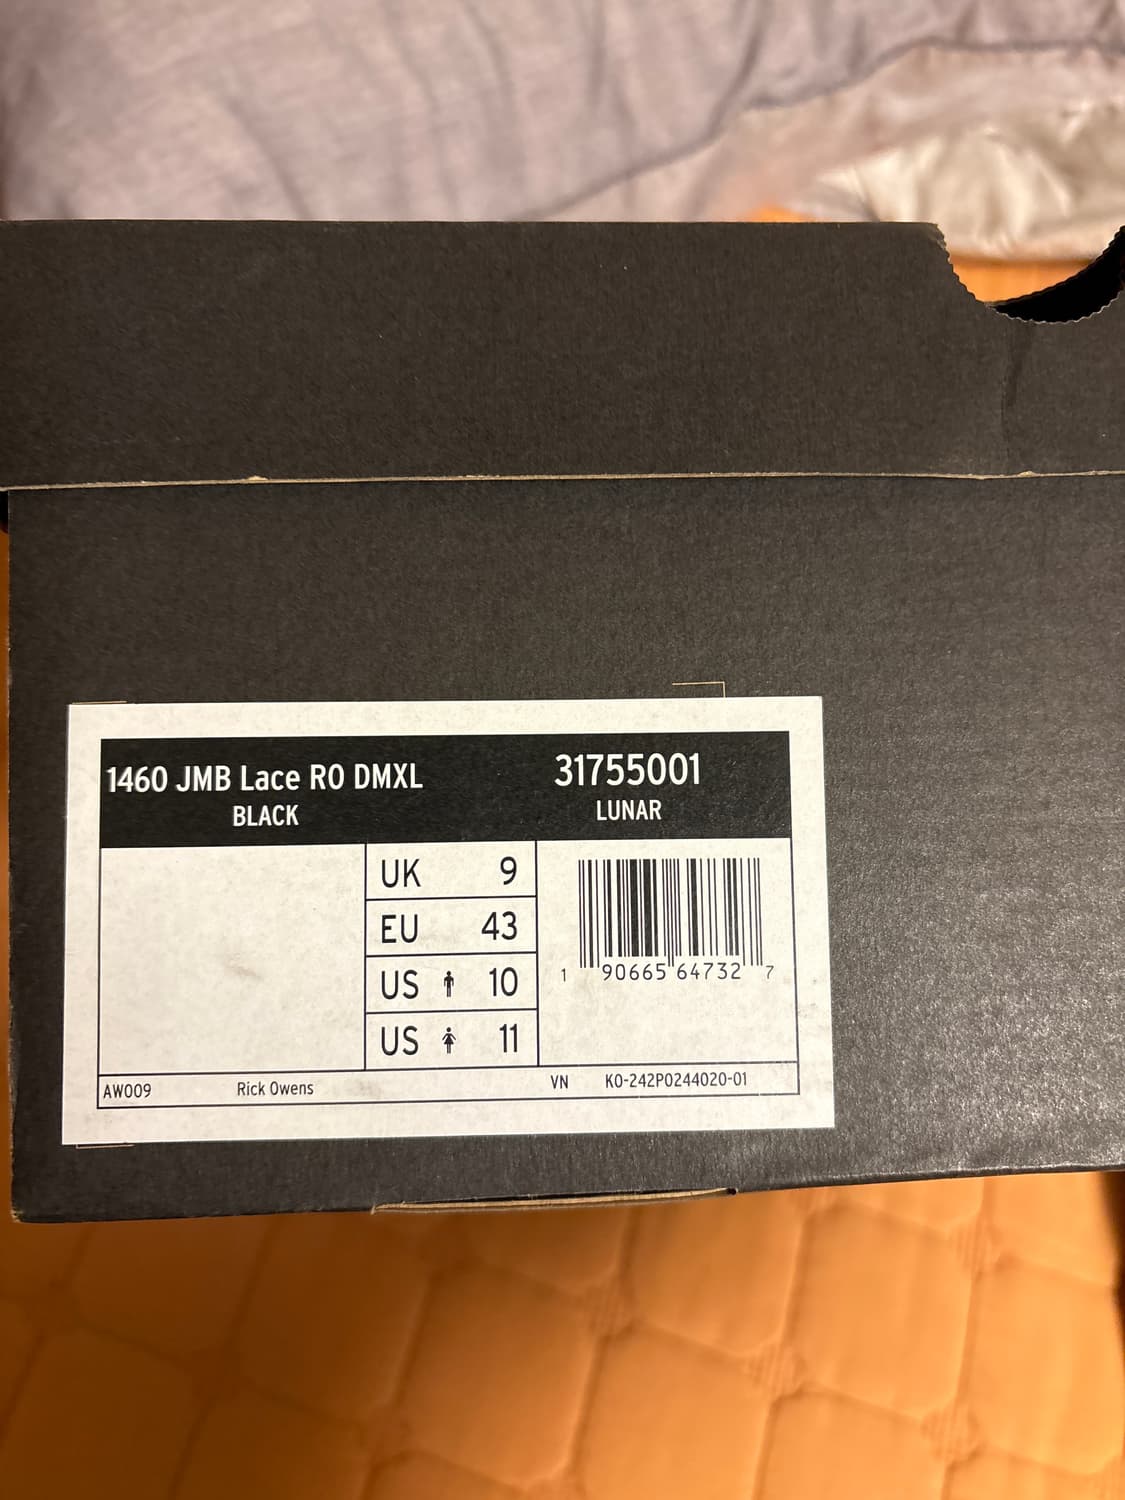 1460 JMB Lace RO DMXL 31755001
BLACK LUNAR
UK 9
EU 43
US 10
US 11
1 90665 64732 7
AW009 Rick Owens VN K0-242P0244020-01